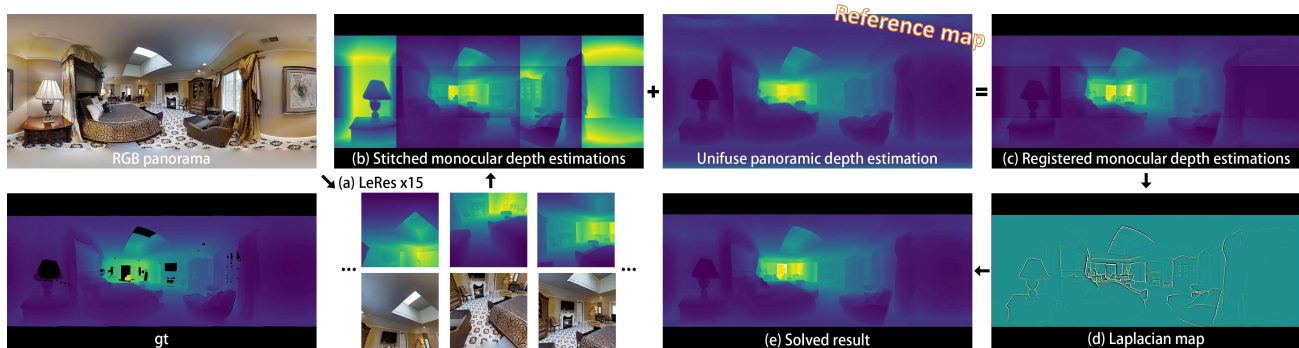 RGB panorama
(b) Stitched monocular depth estimations
+
Reference map
Unifuse panoramic depth estimation
=
(c) Registered monocular depth estimations
(a) LeRes x15
gt
...
...
(e) Solved result
(d) Laplacian map